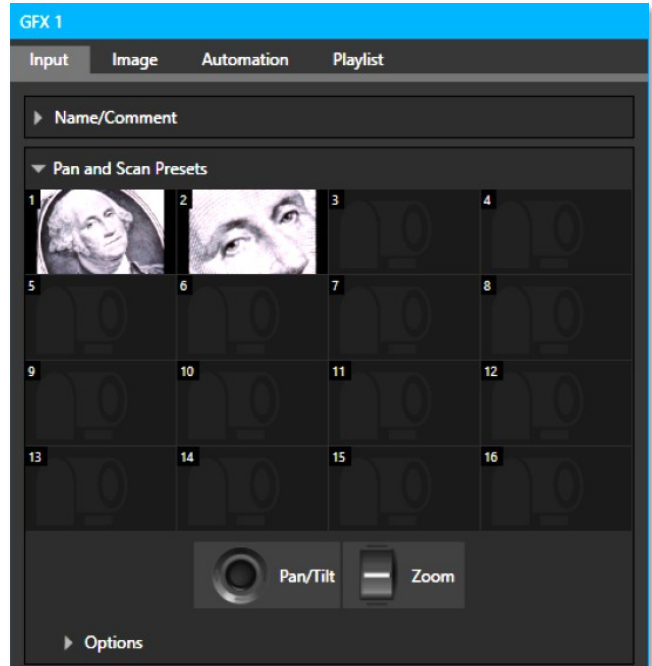 GFX 1
Input Image Automation Playlist
Name/Comment
Pan and Scan Presets
1 2 3 4
5 6 7 8
9 10 11 12
13 14 15 16
Pan/Tilt Zoom
Options